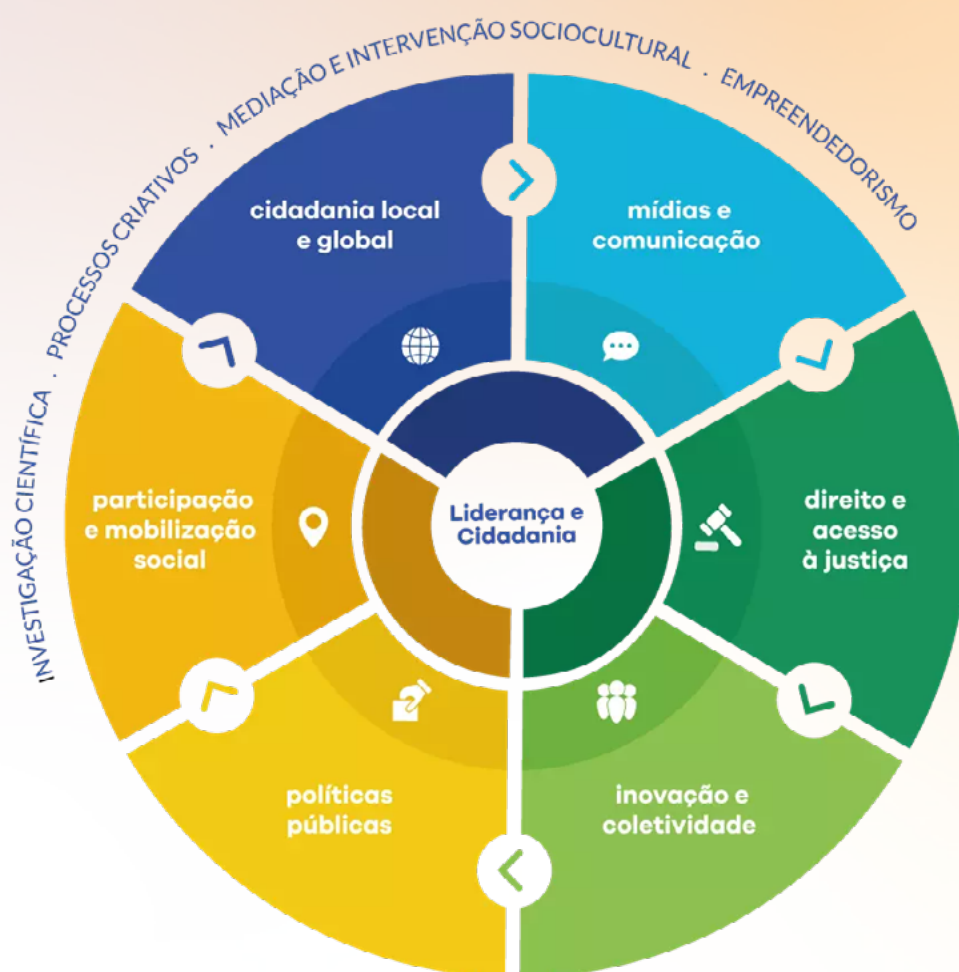 INVESTIGAÇÃO CIENTÍFICA . PROCESSOS CRIATIVOS . MEDIAÇÃO E INTERVENÇÃO SOCIOCULTURAL . EMPREENDEDORISMO
cidadania local
e global
mídias e
comunicação
participação
e mobilização
social
Liderança e
Cidadania
direito e
acesso
à justiça
políticas
públicas
inovação e
coletividade